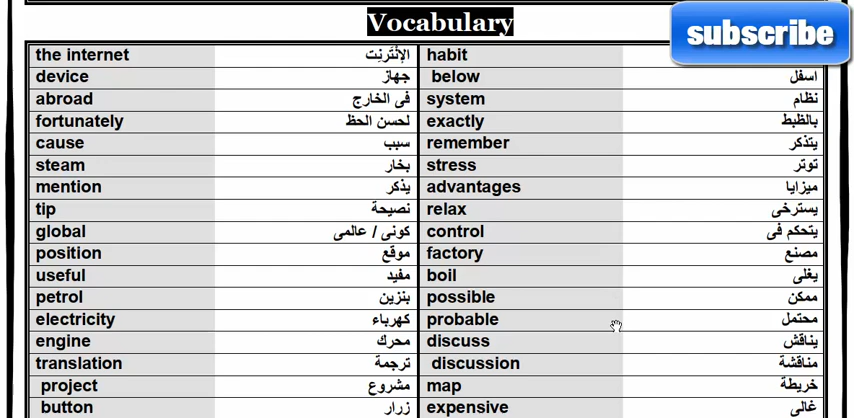 Vocabulary
subscribe
the internet الإنْتَرنِت habit
device جهاز below اسفل
abroad فى الخارج system نظام
fortunately لحسن الحظ exactly بالظبط
cause سبب remember يتذكر
steam بخار stress توتر
mention يذكر advantages ميزايا
tip نصيحة relax يسترخى
global كونى / عالمى control يتحكم فى
position موقع factory مصنع
useful مفيد boil يغلى
petrol بنزين possible ممكن
electricity كهرباء probable محتمل
engine محرك discuss يناقش
translation ترجمة discussion مناقشة
project مشروع map خريطة
button زرار expensive غالى